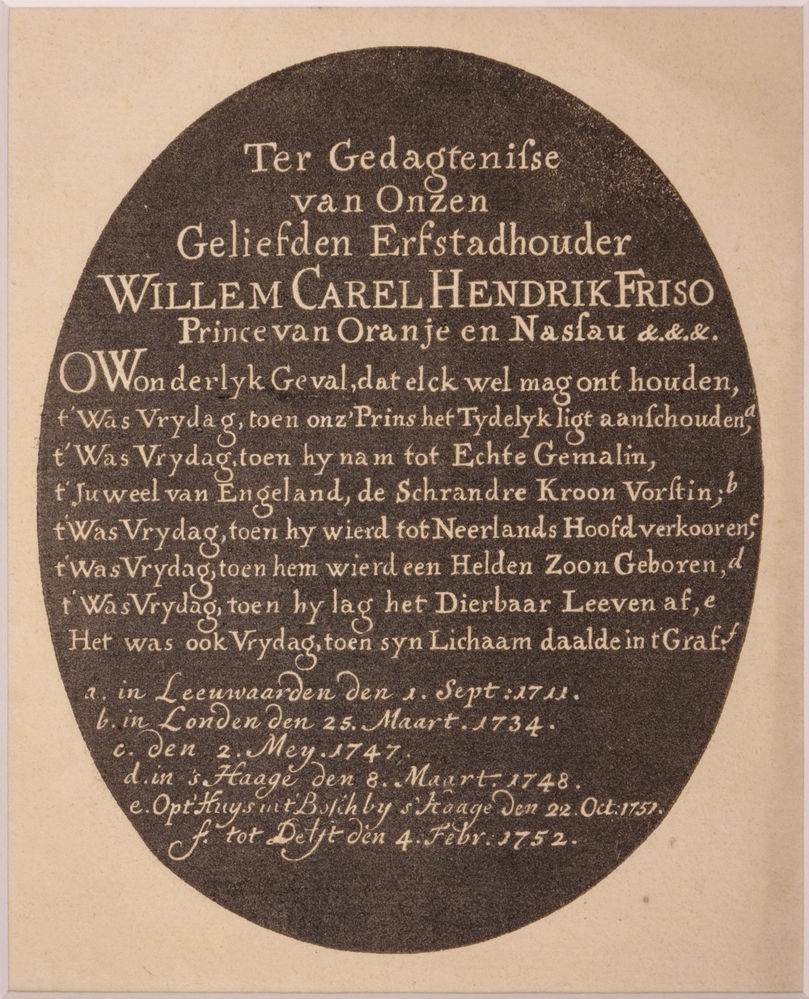 Ter Gedagteniſse
van Onzen
Geliefden Erfstadhouder
WILLEM CAREL HENDRIK FRISO
Prince van Oranje en Naſsau &.&.&.
O Wonderlyk Geval, dat elck wel mag ont houden,
t' Was Vrydag, toen onz' Prins het Tydelyk ligt aanſchouden, a
t' Was Vrydag, toen hy nam tot Echte Gemalin,
t' Juweel van Engeland, de Schrandre Kroon Vorſtin; b
t' Was Vrydag, toen hy wierd tot Neerlands Hoofd verkooren, c
t' Was Vrydag, toen hem wierd een Helden Zoon Geboren, d
t' Was Vrydag, toen hy lag het Dierbaar Leeven af, e
Het was ook Vrydag, toen syn Lichaam daalde in t' Graf. f
a. in Leeuwaarden den 1. Sept: 1711.
b. in Londen den 25. Maart. 1734.
c. den 2. Mey. 1747.
d. in s' Haage den 8. Maart. 1748.
e. Op t' Huys in t' Boſch by s' Haage den 22. Oct: 1751.
f. tot Delft den 4. Febr: 1752.